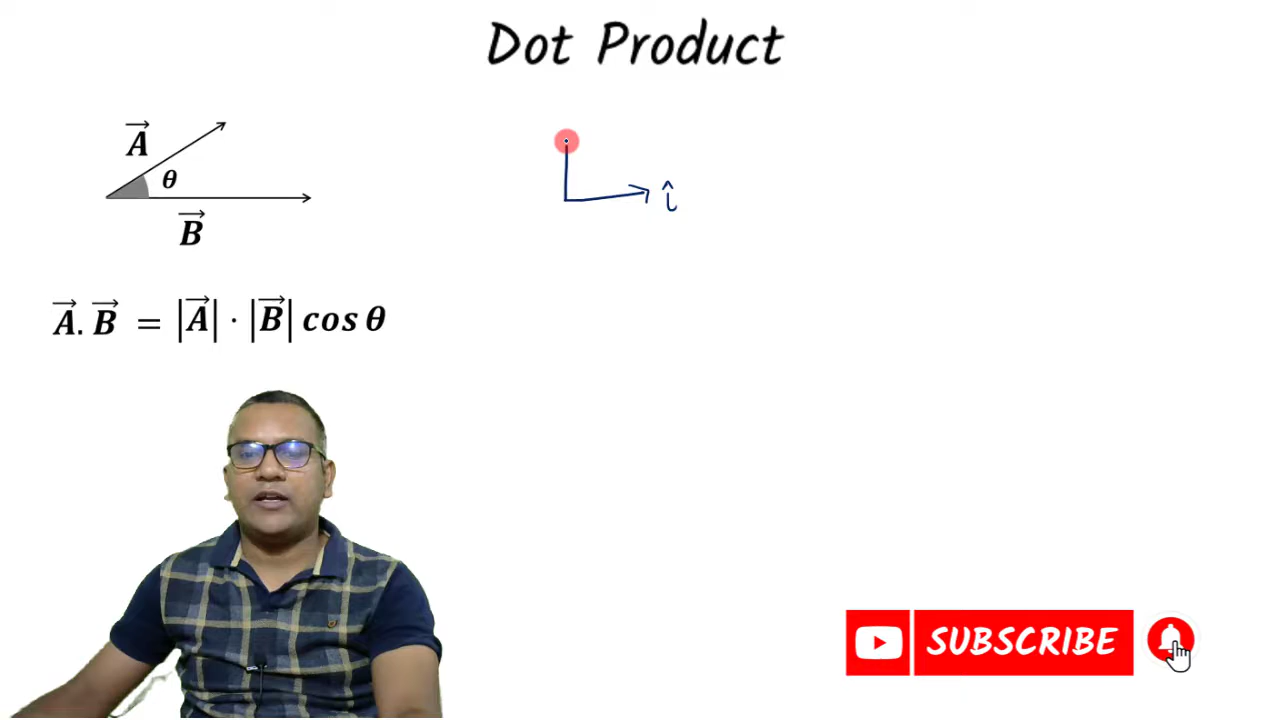 Dot Product
A⃗
θ
B⃗
î
A⃗. B⃗ = |A⃗| · |B⃗| cos θ
SUBSCRIBE